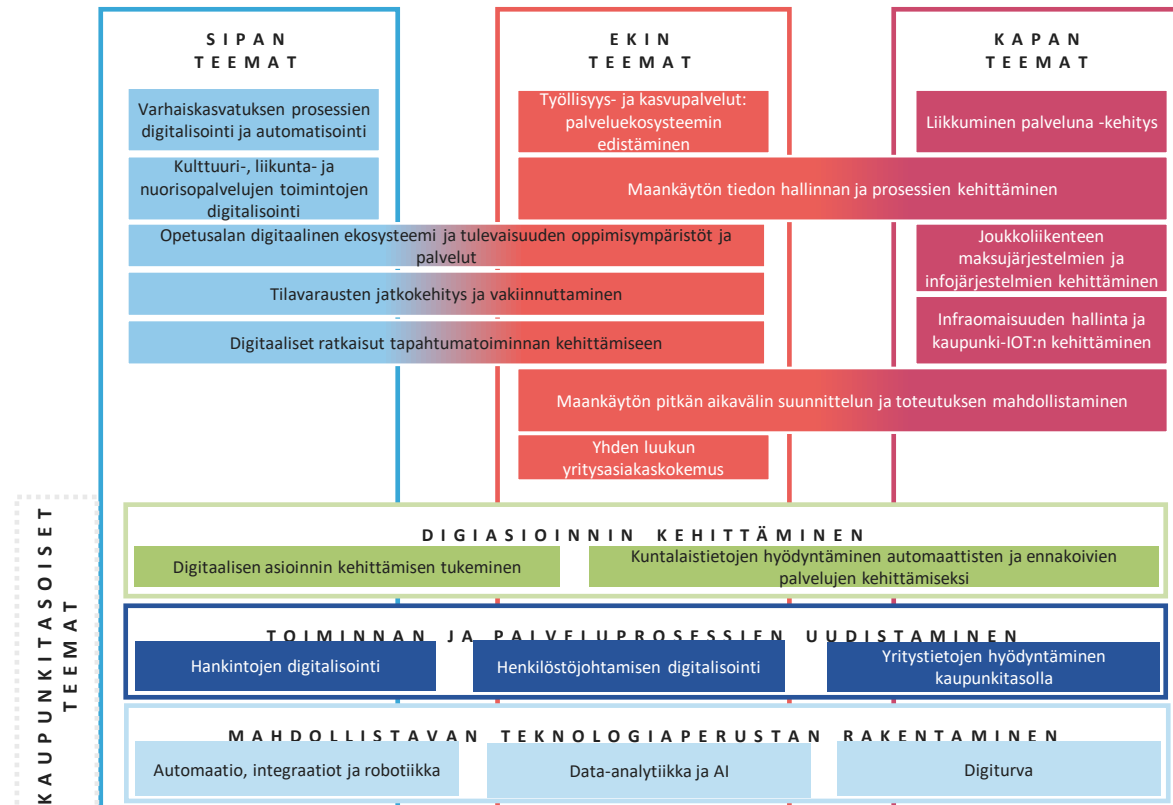 SIPAN
TEEMAT
EKIN
TEEMAT
KAPAN
TEEMAT
Varhaiskasvatuksen prosessien
digitalisointi ja automatisointi
Työllisyys- ja kasvupalvelut:
palveluekosysteemin
edistäminen
Liikkuminen palveluna -kehitys
Kulttuuri-, liikunta- ja
nuorisopalvelujen toimintojen
digitalisointi
Maankäytön tiedon hallinnan ja prosessien kehittäminen
Opetusalan digitaalinen ekosysteemi ja tulevaisuuden oppimisympäristöt ja
palvelut
Joukkoliikenteen
maksujärjestelmien ja
infojärjestelmien kehittäminen
Tilavarausten jatkokehitys ja vakiinnuttaminen
Digitaaliset ratkaisut tapahtumatoiminnan kehittämiseen
Infraomaisuuden hallinta ja
kaupunki-IOT:n kehittäminen
Maankäytön pitkän aikavälin suunnittelun ja toteutuksen mahdollistaminen
Yhden luukun
yritysasiakaskokemus
KAUPUNKITASOISET
TEEMAT
DIGIASIOINNIN KEHITTÄMINEN
Digitaalisen asioinnin kehittämisen tukeminen
Kuntalaistietojen hyödyntäminen automaattisten ja ennakoivien
palvelujen kehittämiseksi
TOIMINNAN JA PALVELUPROSESSIEN UUDISTAMINEN
Hankintojen digitalisointi
Henkilöstöjohtamisen digitalisointi
Yritystietojen hyödyntäminen
kaupunkitasolla
MAHDOLLISTAVAN TEKNOLOGIAPERUSTAN RAKENTAMINEN
Automaatio, integraatiot ja robotiikka
Data-analytiikka ja AI
Digiturva